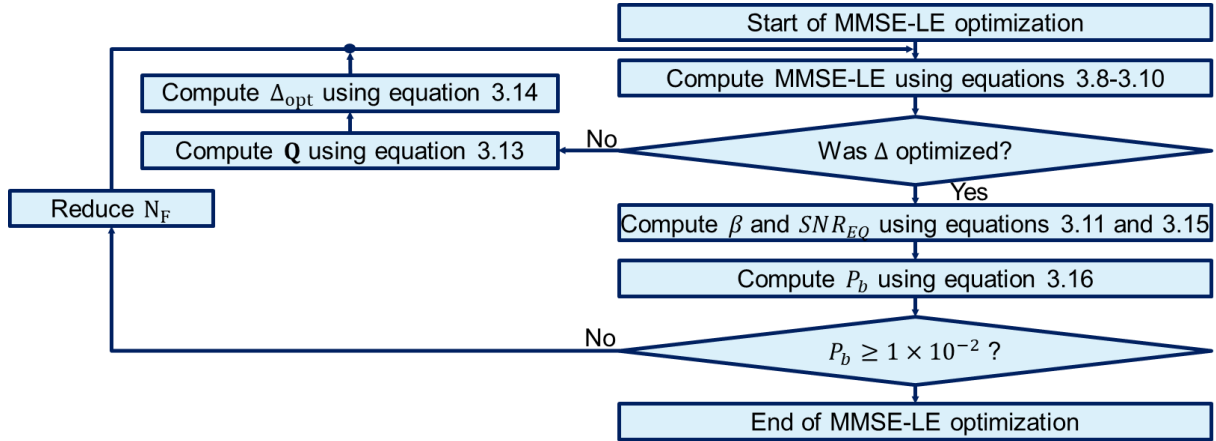 Start of MMSE-LE optimization
Compute MMSE-LE using equations 3.8-3.10
Compute Δopt using equation 3.14
Was Δ optimized?
No
Compute Q using equation 3.13
Yes
Reduce NF
Compute β and SNREQ using equations 3.11 and 3.15
Compute Pb using equation 3.16
No
Pb ≥ 1 × 10⁻² ?
End of MMSE-LE optimization